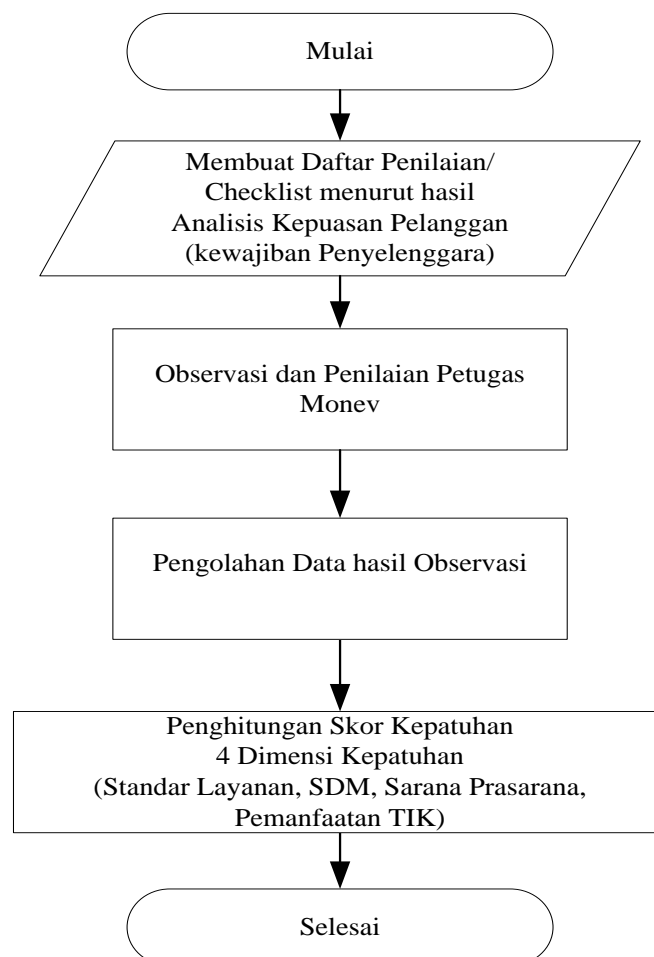 Mulai
Membuat Daftar Penilaian/
Checklist menurut hasil
Analisis Kepuasan Pelanggan
(kewajiban Penyelenggara)
Observasi dan Penilaian Petugas
Monev
Pengolahan Data hasil Observasi
Penghitungan Skor Kepatuhan
4 Dimensi Kepatuhan
(Standar Layanan, SDM, Sarana Prasarana,
Pemanfaatan TIK)
Selesai